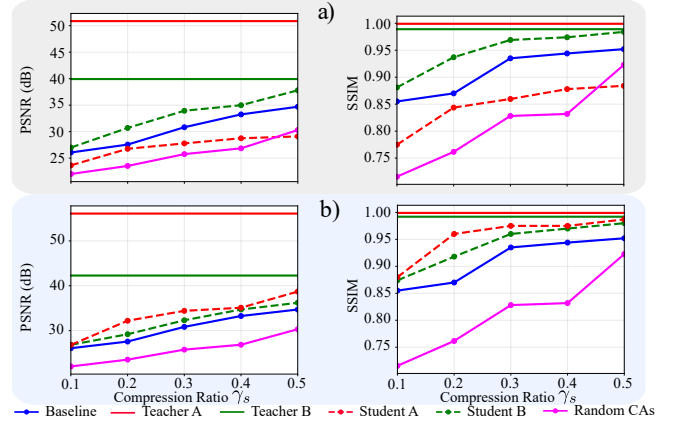 a)
PSNR (dB)
50
45
40
35
30
25
SSIM
1.00
0.95
0.90
0.85
0.80
0.75
b)
PSNR (dB)
50
40
30
0.1 0.2 0.3 0.4 0.5
Compression Ratio γs
SSIM
1.00
0.95
0.90
0.85
0.80
0.75
0.1 0.2 0.3 0.4 0.5
Compression Ratio γs
Baseline Teacher A Teacher B Student A Student B Random CAs